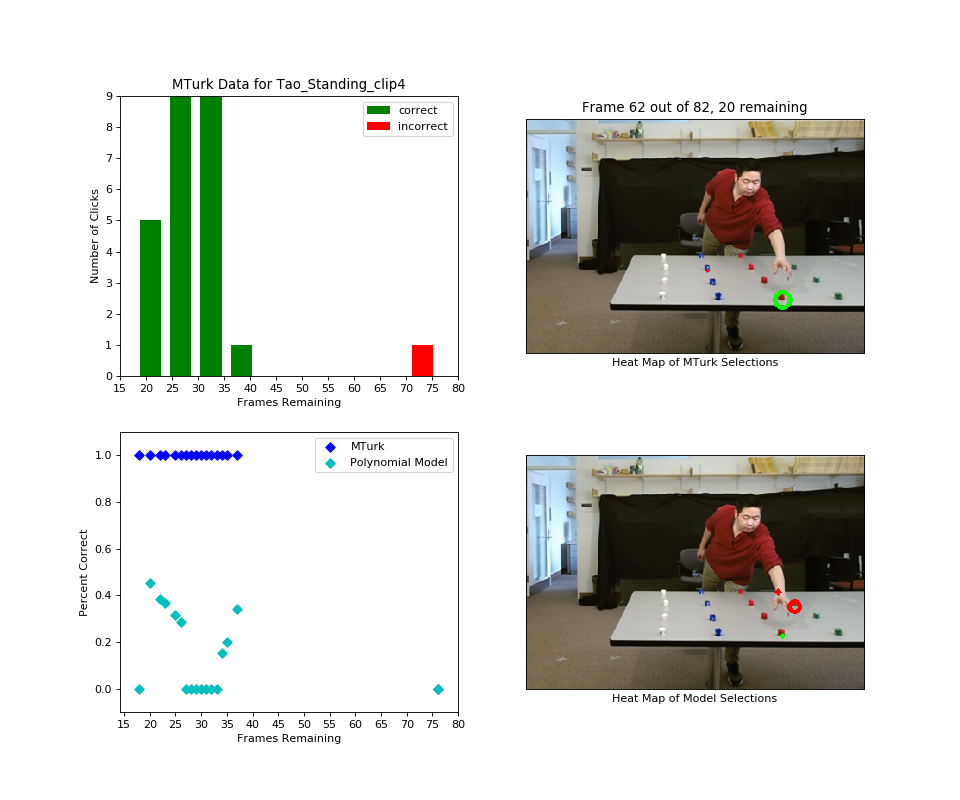 MTurk Data for Tao_Standing_clip4
9
8
7
6
5
4
3
2
1
0
Number of Clicks
correct
incorrect
15 20 25 30 35 40 45 50 55 60 65 70 75 80
Frames Remaining
Frame 62 out of 82, 20 remaining
Heat Map of MTurk Selections
1.0
0.8
0.6
0.4
0.2
0.0
Percent Correct
MTurk
Polynomial Model
15 20 25 30 35 40 45 50 55 60 65 70 75 80
Frames Remaining
Heat Map of Model Selections